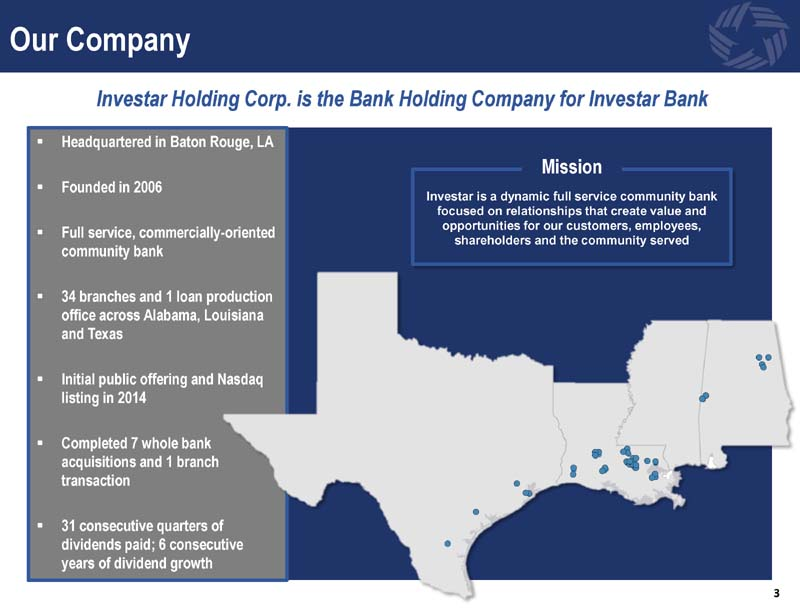 Our Company
Investar Holding Corp. is the Bank Holding Company for Investar Bank
▪ Headquartered in Baton Rouge, LA
▪ Founded in 2006
▪ Full service, commercially-oriented
community bank
▪ 34 branches and 1 loan production
office across Alabama, Louisiana
and Texas
▪ Initial public offering and Nasdaq
listing in 2014
▪ Completed 7 whole bank
acquisitions and 1 branch
transaction
▪ 31 consecutive quarters of
dividends paid; 6 consecutive
years of dividend growth
Mission
Investar is a dynamic full service community bank
focused on relationships that create value and
opportunities for our customers, employees,
shareholders and the community served
3